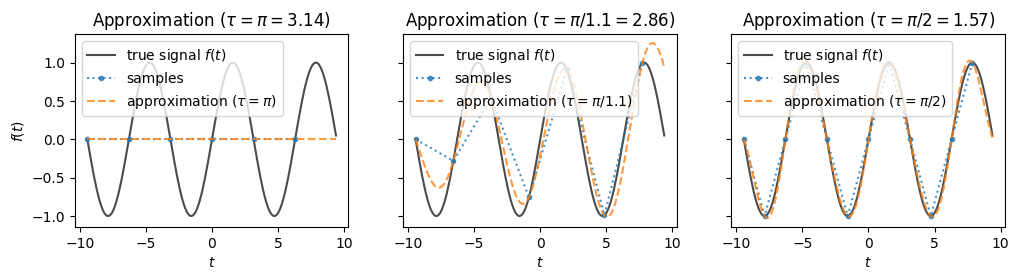 Approximation (τ = π = 3.14)
Approximation (τ = π/1.1 = 2.86)
Approximation (τ = π/2 = 1.57)
f(t)
1.0
0.5
0.0
−0.5
−1.0
true signal f(t)
samples
approximation (τ = π)
−10 −5 0 5 10
t
true signal f(t)
samples
approximation (τ = π/1.1)
−10 −5 0 5 10
t
true signal f(t)
samples
approximation (τ = π/2)
−10 −5 0 5 10
t